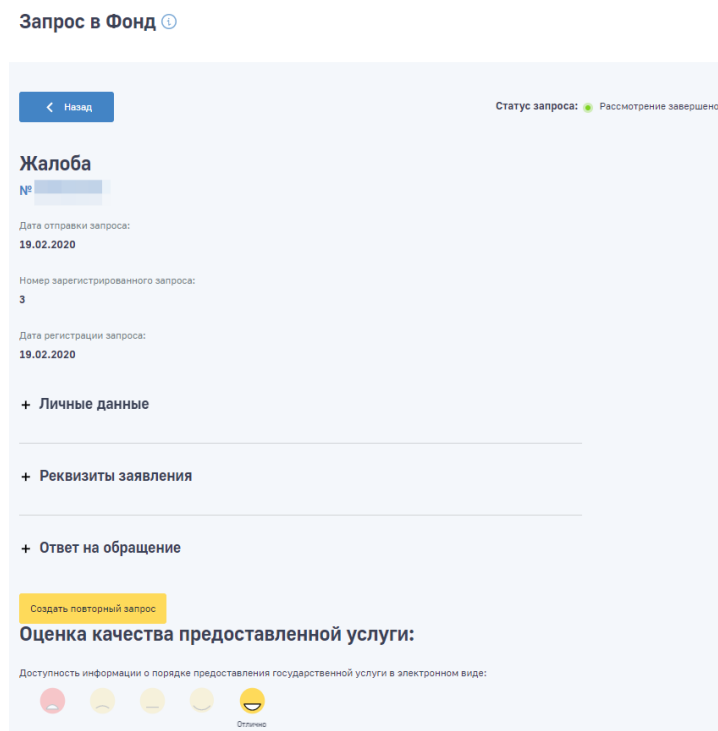 Запрос в Фонд
Назад
Статус запроса: Рассмотрение завершено
Жалоба
№
Дата отправки запроса:
19.02.2020
Номер зарегистрированного запроса:
3
Дата регистрации запроса:
19.02.2020
+ Личные данные
+ Реквизиты заявления
+ Ответ на обращение
Создать повторный запрос
Оценка качества предоставленной услуги:
Доступность информации о порядке предоставления государственной услуги в электронном виде:
Отлично